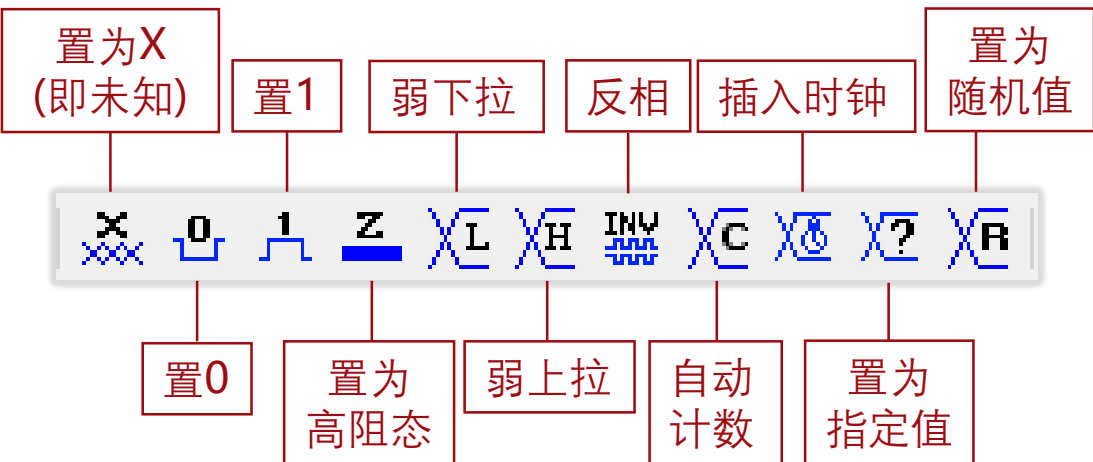 置为X
(即未知)
置1
弱下拉
反相
插入时钟
置为
随机值
X
0
1
Z
L
H
INV
C
?
R
置0
置为
高阻态
弱上拉
自动
计数
置为
指定值